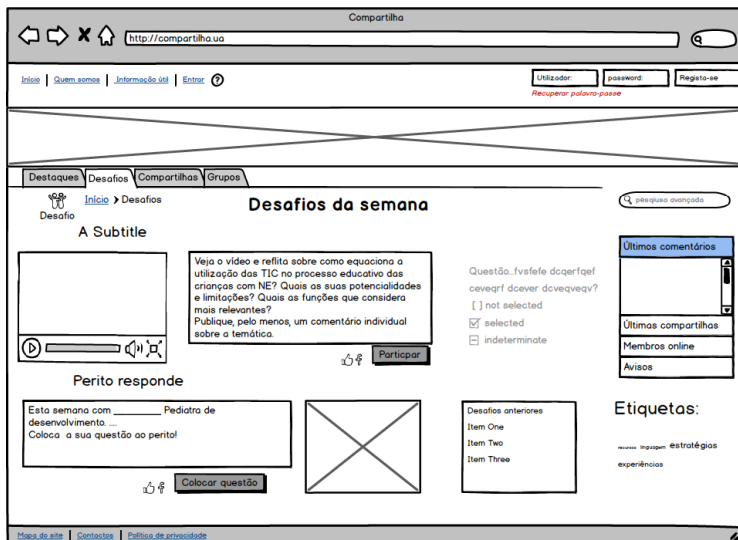 Compartilha
http://compartilha.ua
Início | Quem somos | Informação útil | Entrar ?
Utilizador: password: Regista-se
Recuperar palavra-passe
Destaques Desafios Compartilhas Grupos
Início > Desafios
Desafio
Desafios da semana
pesqiusa avançada
A Subtitle
Veja o vídeo e reflita sobre como equaciona a
utilização das TIC no processo educativo das
crianças com NE? Quais as suas potencialidades
e limitações? Quais as funções que considera
mais relevantes?
Publique, pelo menos, um comentário individual
sobre a temática.
Particpar
Questão..fvsfefe dcqerfqef
ceveqrf dcever dcveqveqv?
[ ] not selected
selected
indeterminate
Últimos comentários
Últimas compartilhas
Membros online
Avisos
Perito responde
Esta semana com __________ Pediatra de
desenvolvimento. ....
Coloca a sua questão ao perito!
Colocar questão
Desafios anteriores
Item One
Item Two
Item Three
Etiquetas:
recursos linguagem estratégias
experiências
Mapa do site | Contactos | Política de privacidade